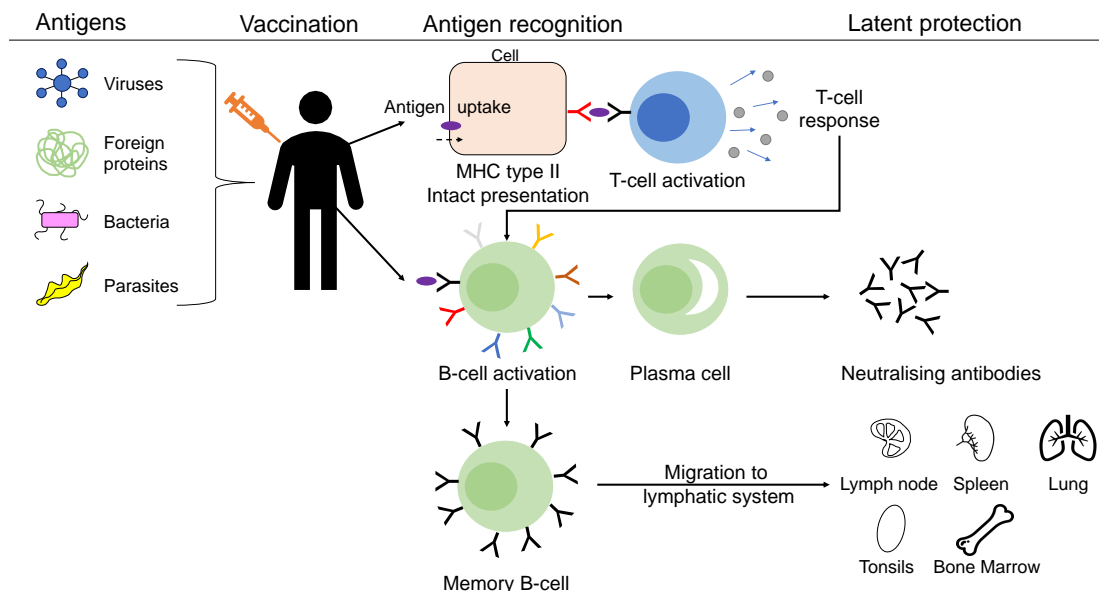 Antigens
Vaccination
Antigen recognition
Latent protection
Viruses
Foreign
proteins
Bacteria
Parasites
Cell
Antigen uptake
MHC type II
Intact presentation
T-cell activation
T-cell
response
B-cell activation
Plasma cell
Neutralising antibodies
Memory B-cell
Migration to
lymphatic system
Lymph node
Spleen
Lung
Tonsils
Bone Marrow